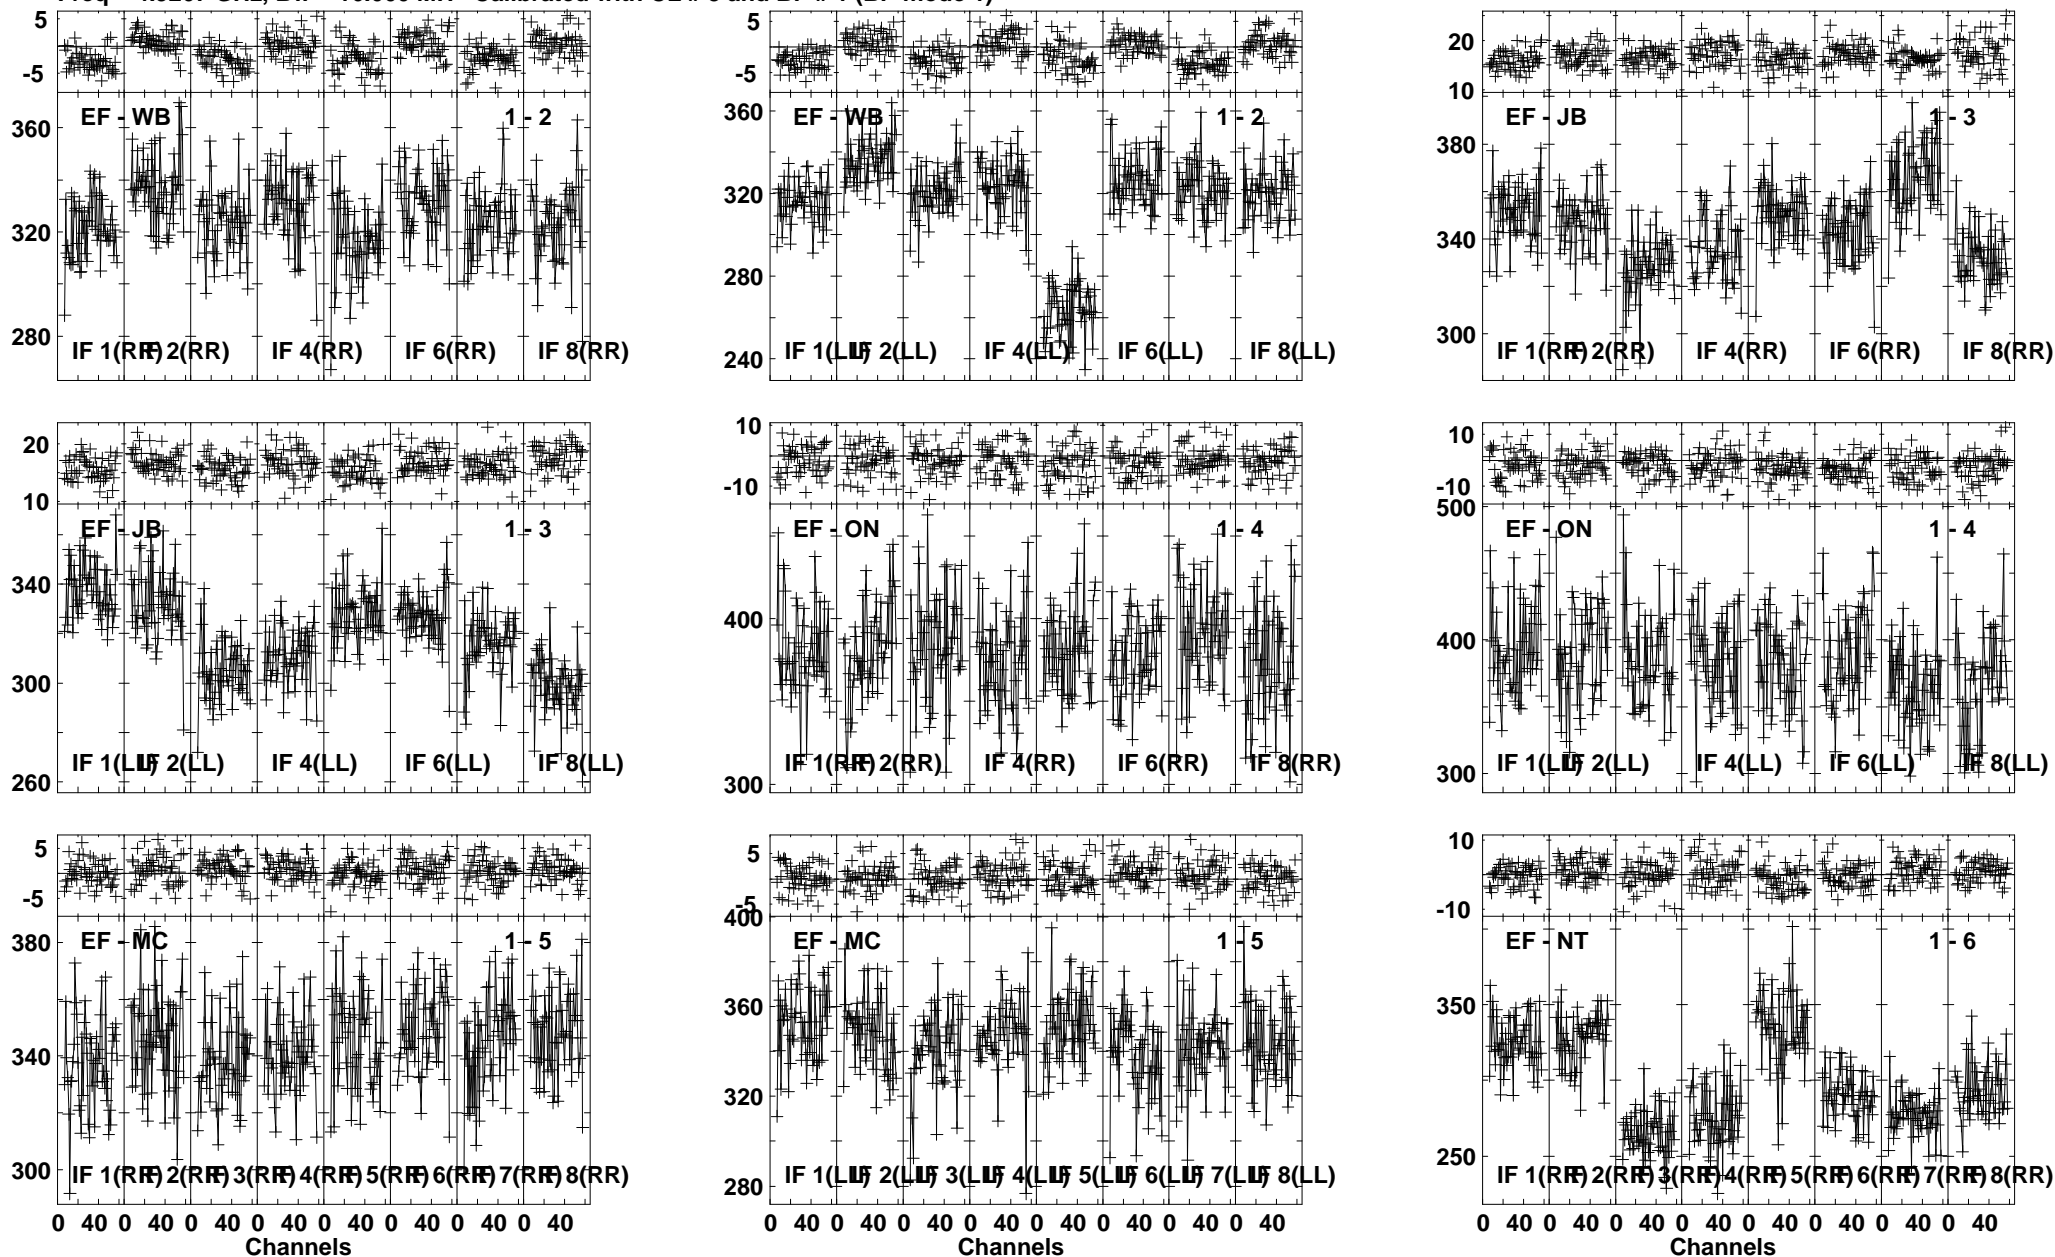 5
-5
360
320
280
EF - WB
1 - 2
IF 1(RR) IF 2(RR) IF 4(RR) IF 6(RR) IF 8(RR)
5
-5
360
320
280
240
EF - WB
1 - 2
IF 1(LL) IF 2(LL) IF 4(LL) IF 6(LL) IF 8(LL)
20
10
380
340
300
EF - JB
1 - 3
IF 1(RR) IF 2(RR) IF 4(RR) IF 6(RR) IF 8(RR)
20
10
340
300
260
EF - JB
1 - 3
IF 1(LL) IF 2(LL) IF 4(LL) IF 6(LL) IF 8(LL)
10
-10
400
300
EF - ON
1 - 4
IF 1(RR) IF 2(RR) IF 4(RR) IF 6(RR) IF 8(RR)
10
-10
500
400
300
EF - ON
1 - 4
IF 1(LL) IF 2(LL) IF 4(LL) IF 6(LL) IF 8(LL)
5
-5
380
340
300
EF - MC
1 - 5
IF 1(RR) IF 2(RR) IF 3(RR) IF 4(RR) IF 5(RR) IF 6(RR) IF 7(RR) IF 8(RR)
0 40 0 40 0 40 0 40 0 40 0 40 0 40 0 40
Channels
5
-5
400
360
320
280
EF - MC
1 - 5
IF 1(LL) IF 2(LL) IF 3(LL) IF 4(LL) IF 5(LL) IF 6(LL) IF 7(LL) IF 8(LL)
0 40 0 40 0 40 0 40 0 40 0 40 0 40 0 40
Channels
10
-10
350
250
EF - NT
1 - 6
IF 1(RR) IF 2(RR) IF 3(RR) IF 4(RR) IF 5(RR) IF 6(RR) IF 7(RR) IF 8(RR)
0 40 0 40 0 40 0 40 0 40 0 40 0 40 0 40
Channels